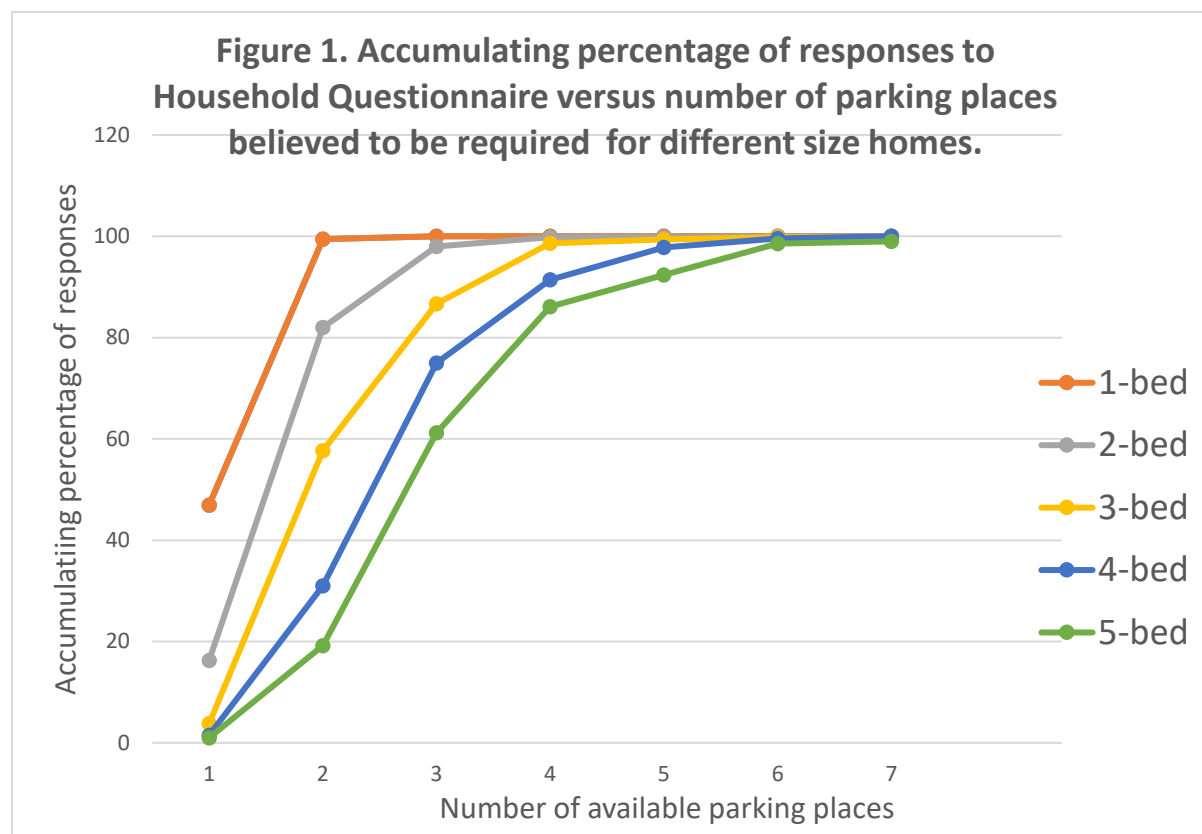 Figure 1. Accumulating percentage of responses to
Household Questionnaire versus number of parking places
believed to be required  for different size homes.
120
100
80
60
40
20
0
Accumulatiing percentage of responses
1 2 3 4 5 6 7
Number of available parking places
1-bed
2-bed
3-bed
4-bed
5-bed